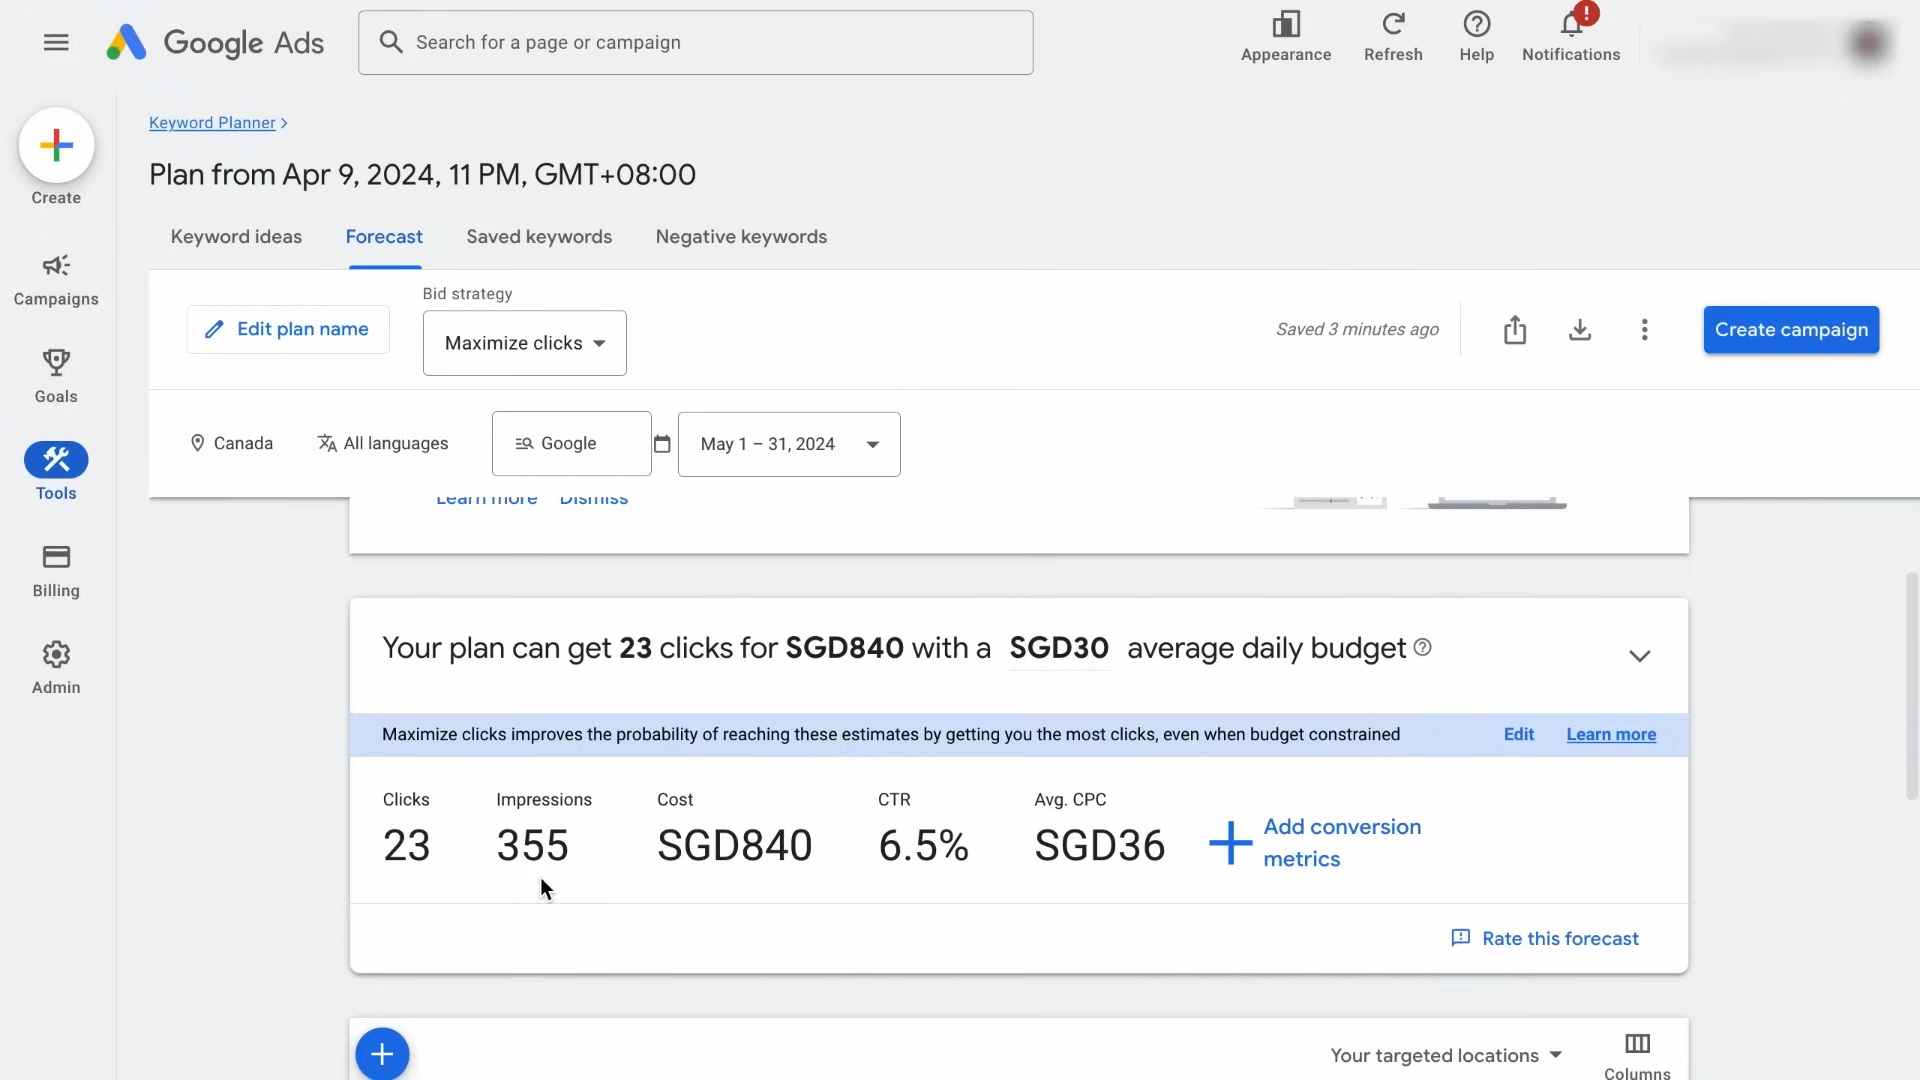 Google Ads
Search for a page or campaign
Appearance
Refresh
Help
!
Notifications
Create
Campaigns
Goals
Tools
Billing
Admin
Keyword Planner >
Plan from Apr 9, 2024, 11 PM, GMT+08:00
Keyword ideas Forecast Saved keywords Negative keywords
Edit plan name
Bid strategy
Maximize clicks
Saved 3 minutes ago
Create campaign
Canada
All languages
Google
May 1 – 31, 2024
Learn more Dismiss
Your plan can get 23 clicks for SGD840 with a SGD30 average daily budget
Maximize clicks improves the probability of reaching these estimates by getting you the most clicks, even when budget constrained
Edit Learn more
Clicks Impressions Cost CTR Avg. CPC
23 355 SGD840 6.5% SGD36
Add conversion
metrics
Rate this forecast
Your targeted locations
Columns